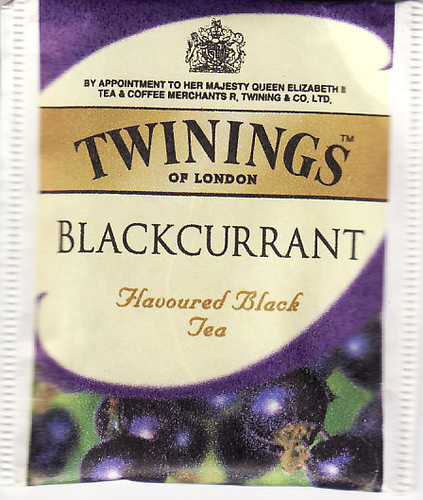 BY APPOINTMENT TO HER MAJESTY QUEEN ELIZABETH II
TEA & COFFEE MERCHANTS R. TWINING & CO. LTD.
TWININGS™
OF LONDON
BLACKCURRANT
Flavoured Black
Tea